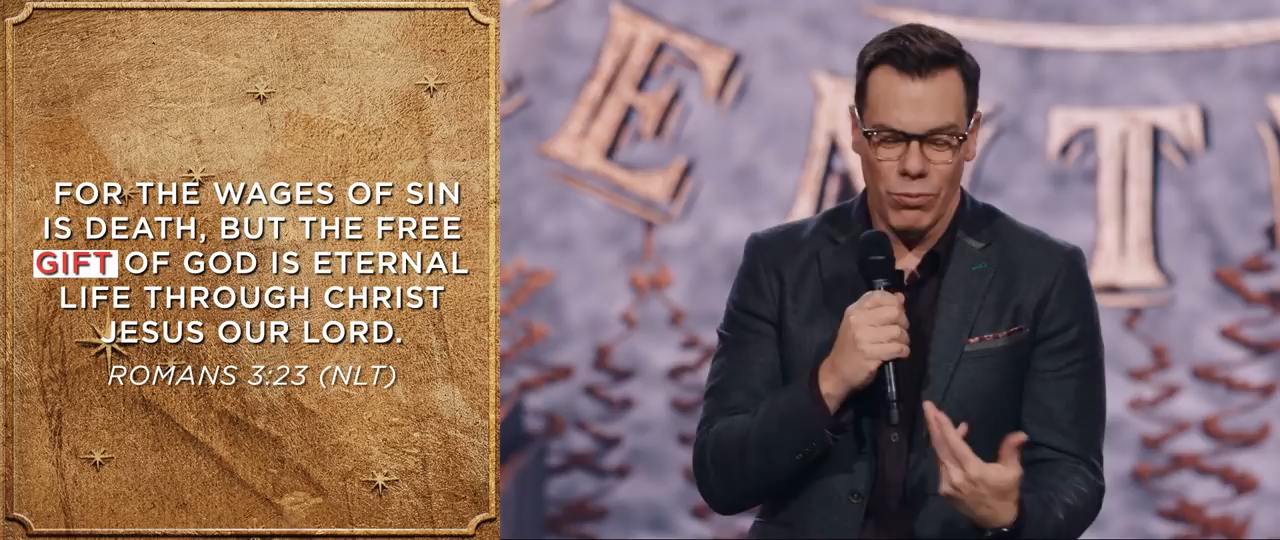 FOR THE WAGES OF SIN
IS DEATH, BUT THE FREE
GIFT OF GOD IS ETERNAL
LIFE THROUGH CHRIST
JESUS OUR LORD.
ROMANS 3:23 (NLT)
ENT